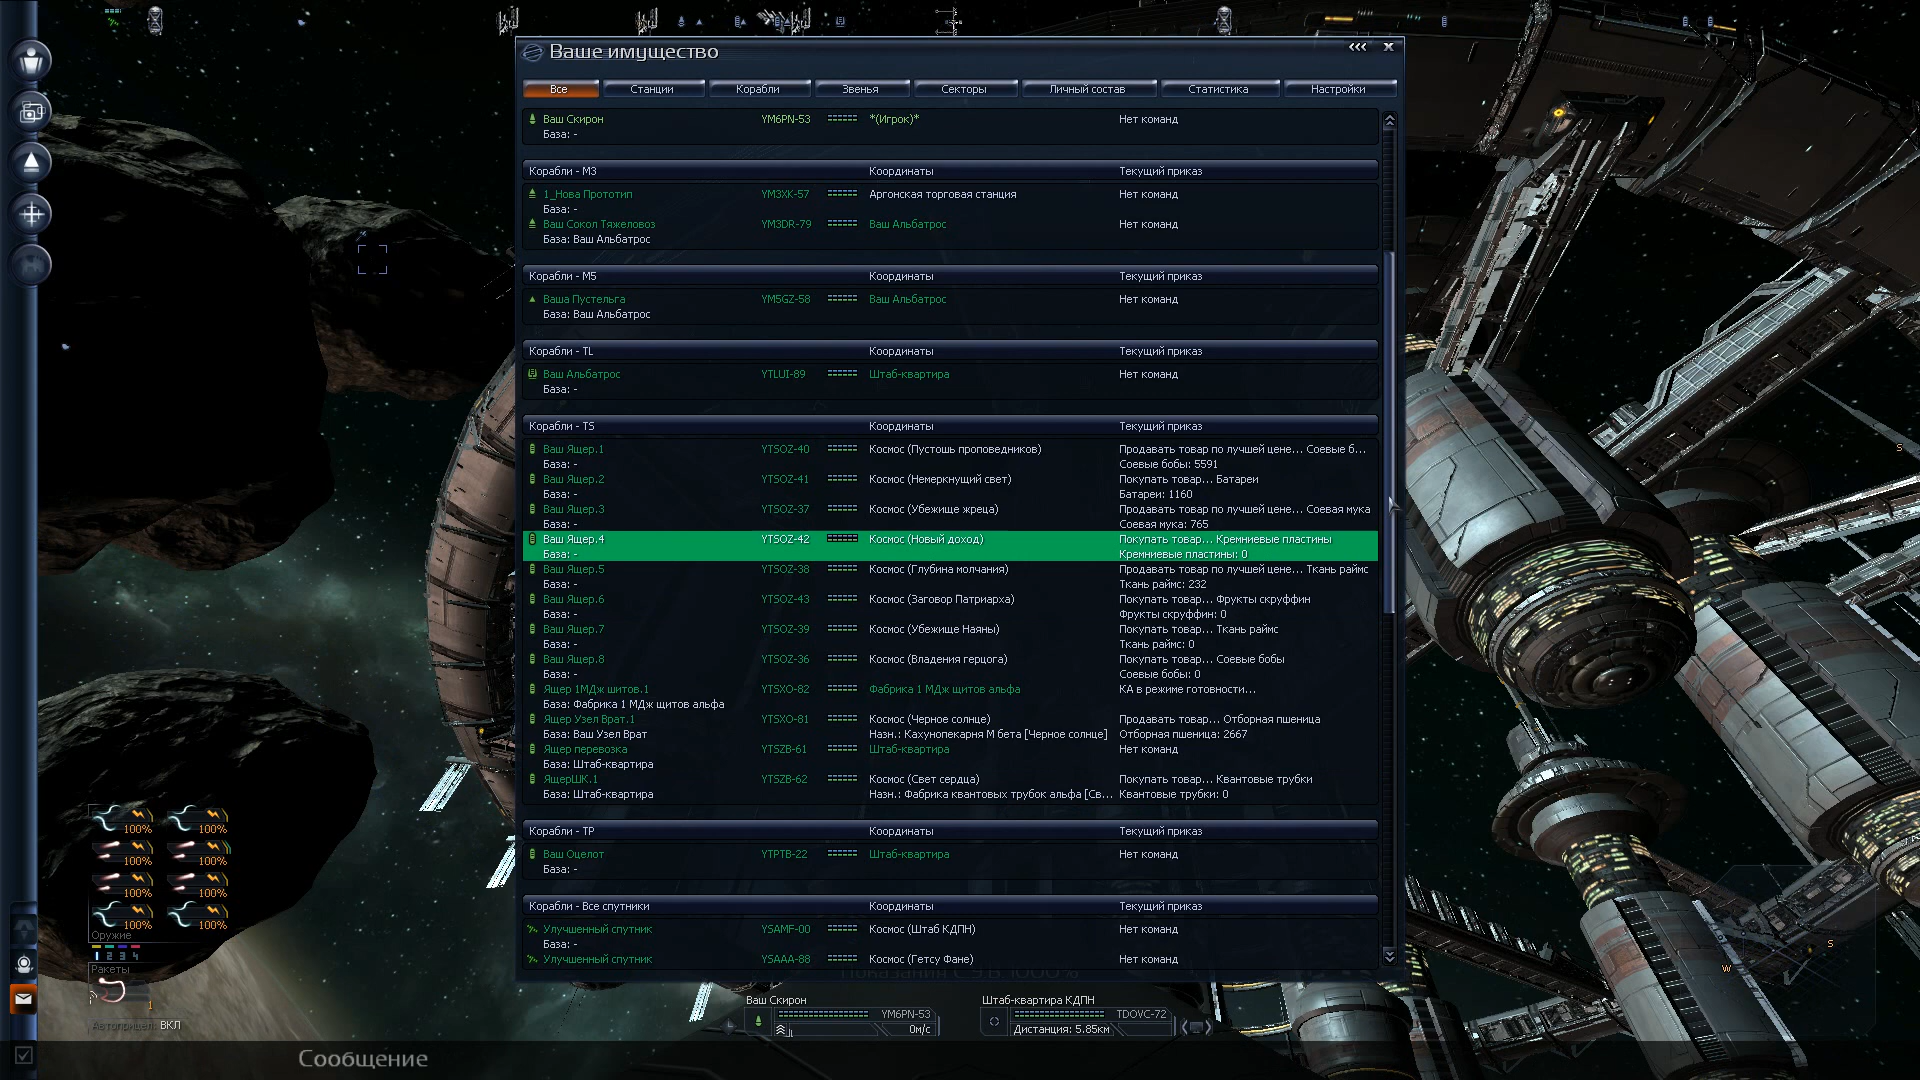 Ваше имущество
Все Станции Корабли Звенья Секторы Личный состав Статистика Настройки
Ваш Скирон YM6PN-53 *(Игрок)* Нет команд
База: -
Корабли - M3 Координаты Текущий приказ
1_Нова Прототип YM3XK-57 Аргонская торговая станция Нет команд
База: -
Ваш Сокол Тяжеловоз YM3DR-79 Ваш Альбатрос Нет команд
База: Ваш Альбатрос
Корабли - M5 Координаты Текущий приказ
Ваша Пустельга YM5GZ-58 Ваш Альбатрос Нет команд
База: Ваш Альбатрос
Корабли - TL Координаты Текущий приказ
Ваш Альбатрос YTLUI-89 Штаб-квартира Нет команд
База: -
Корабли - TS Координаты Текущий приказ
Ваш Ящер.1 YTSOZ-40 Космос (Пустошь проповедников) Продавать товар по лучшей цене... Соевые б...
База: - Соевые бобы: 5591
Ваш Ящер.2 YTSOZ-41 Космос (Немеркнущий свет) Покупать товар... Батареи
База: - Батареи: 1160
Ваш Ящер.3 YTSOZ-37 Космос (Убежище жреца) Продавать товар по лучшей цене... Соевая мука
База: - Соевая мука: 765
Ваш Ящер.4 YTSOZ-42 Космос (Новый доход) Покупать товар... Кремниевые пластины
База: - Кремниевые пластины: 0
Ваш Ящер.5 YTSOZ-38 Космос (Глубина молчания) Продавать товар по лучшей цене... Ткань раймс
База: - Ткань раймс: 232
Ваш Ящер.6 YTSOZ-43 Космос (Заговор Патриарха) Покупать товар... Фрукты скруффин
База: - Фрукты скруффин: 0
Ваш Ящер.7 YTSOZ-39 Космос (Убежище Наяны) Покупать товар... Ткань раймс
База: - Ткань раймс: 0
Ваш Ящер.8 YTSOZ-36 Космос (Владения герцога) Покупать товар... Соевые бобы
База: - Соевые бобы: 0
Ящер 1МДж щитов.1 YTSXO-82 Фабрика 1 МДж щитов альфа КА в режиме готовности...
База: Фабрика 1 МДж щитов альфа
Ящер Узел Врат.1 YTSXO-81 Космос (Черное солнце) Продавать товар... Отборная пшеница
База: Ваш Узел Врат Назн.: Кахунопекарня М бета [Черное солнце] Отборная пшеница: 2667
Ящер перевозка YTSZB-61 Штаб-квартира Нет команд
База: Штаб-квартира
ЯщерШК.1 YTSZB-62 Космос (Свет сердца) Покупать товар... Квантовые трубки
База: Штаб-квартира Назн.: Фабрика квантовых трубок альфа [Св... Квантовые трубки: 0
Корабли - TP Координаты Текущий приказ
Ваш Оцелот YTPTB-22 Штаб-квартира Нет команд
База: -
Корабли - Все спутники Координаты Текущий приказ
Улучшенный спутник YSAMF-00 Космос (Штаб КДПН) Нет команд
База: -
Улучшенный спутник YSAAA-88 Космос (Гетсу Фане) Нет команд
100% 100%
100% 100%
100% 100%
100% 100%
Оружие
1 2 3 4
Ракеты
1
Автоприцел: ВКЛ
Ваш Скирон
YM6PN-53
0м/с
Штаб-квартира КДПН
TDOVC-72
Дистанция: 5.85км
Сообщение
S
S
W